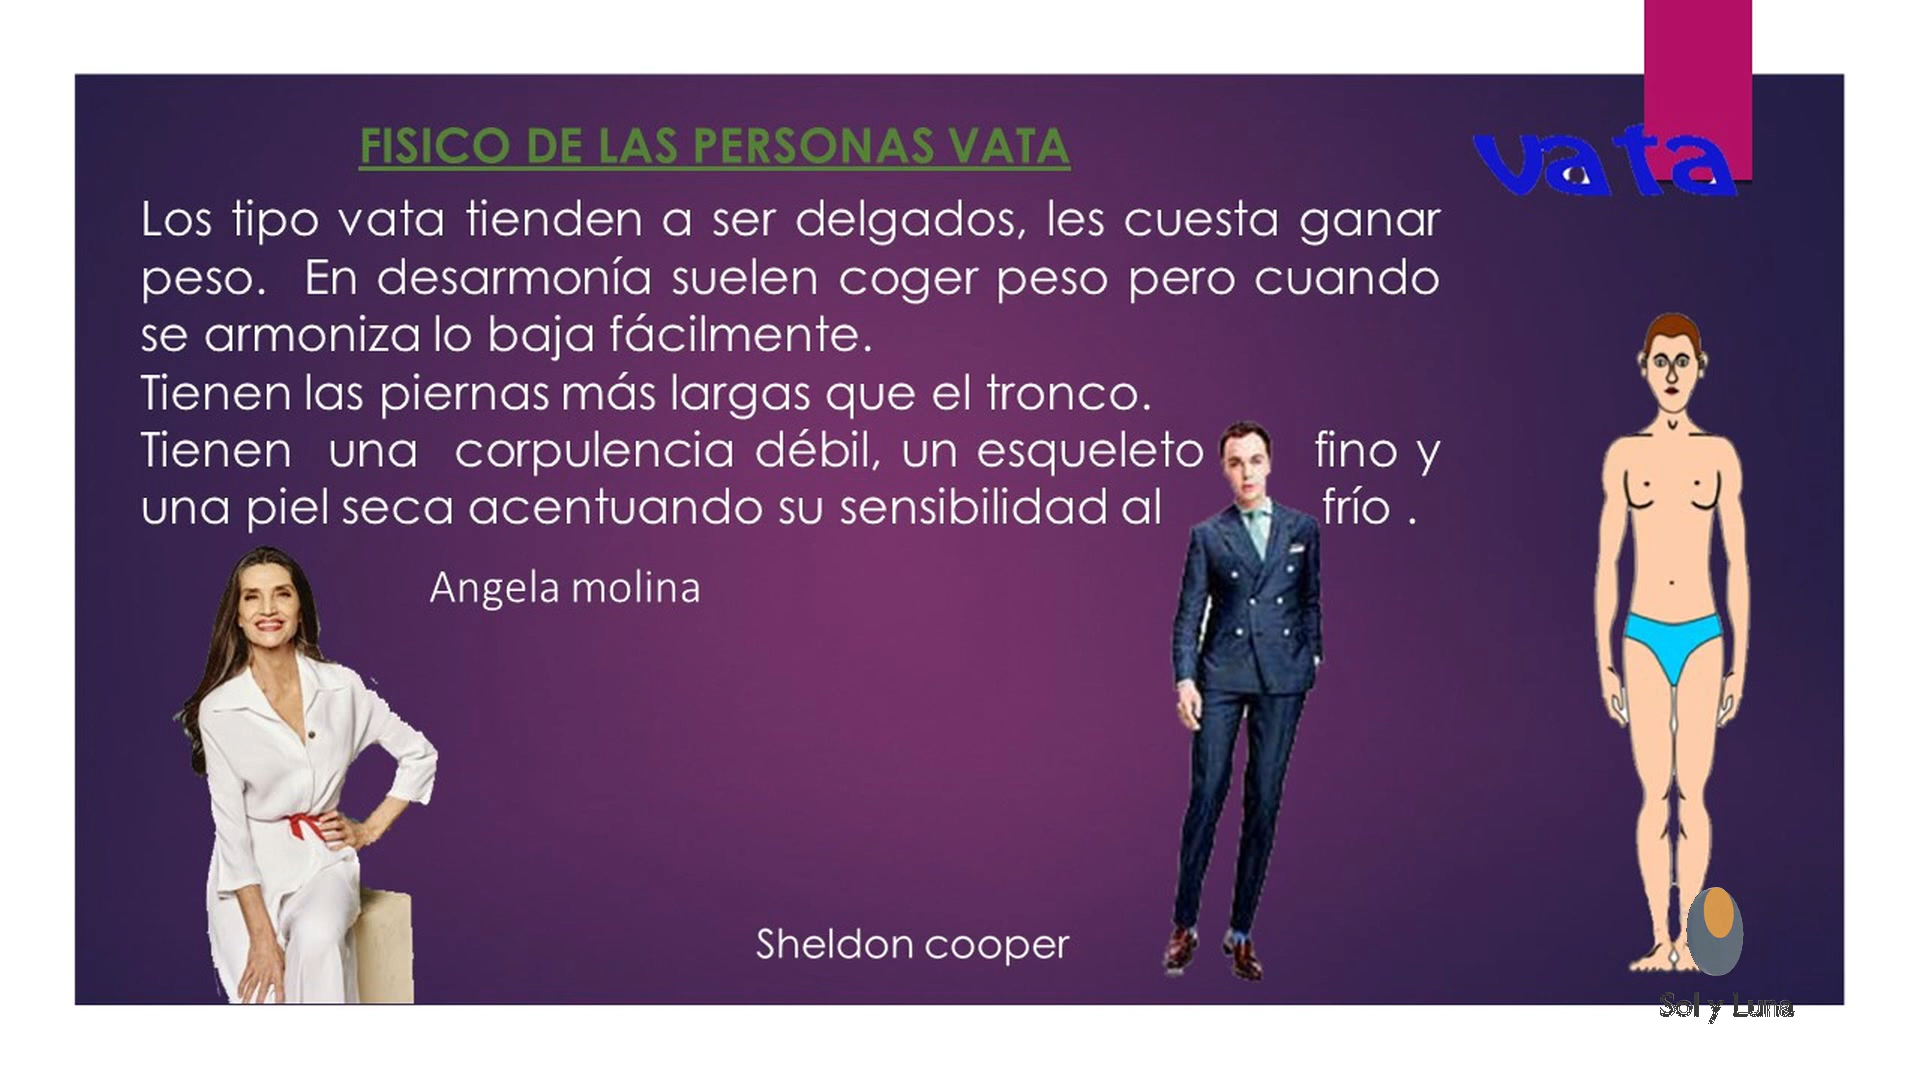 FISICO DE LAS PERSONAS VATA
vata
Los tipo vata tienden a ser delgados, les cuesta ganar
peso. En desarmonía suelen coger peso pero cuando
se armoniza lo baja fácilmente.
Tienen las piernas más largas que el tronco.
Tienen una corpulencia débil, un esqueleto fino y
una piel seca acentuando su sensibilidad al frío .
Angela molina
Sheldon cooper
Sol y Luna